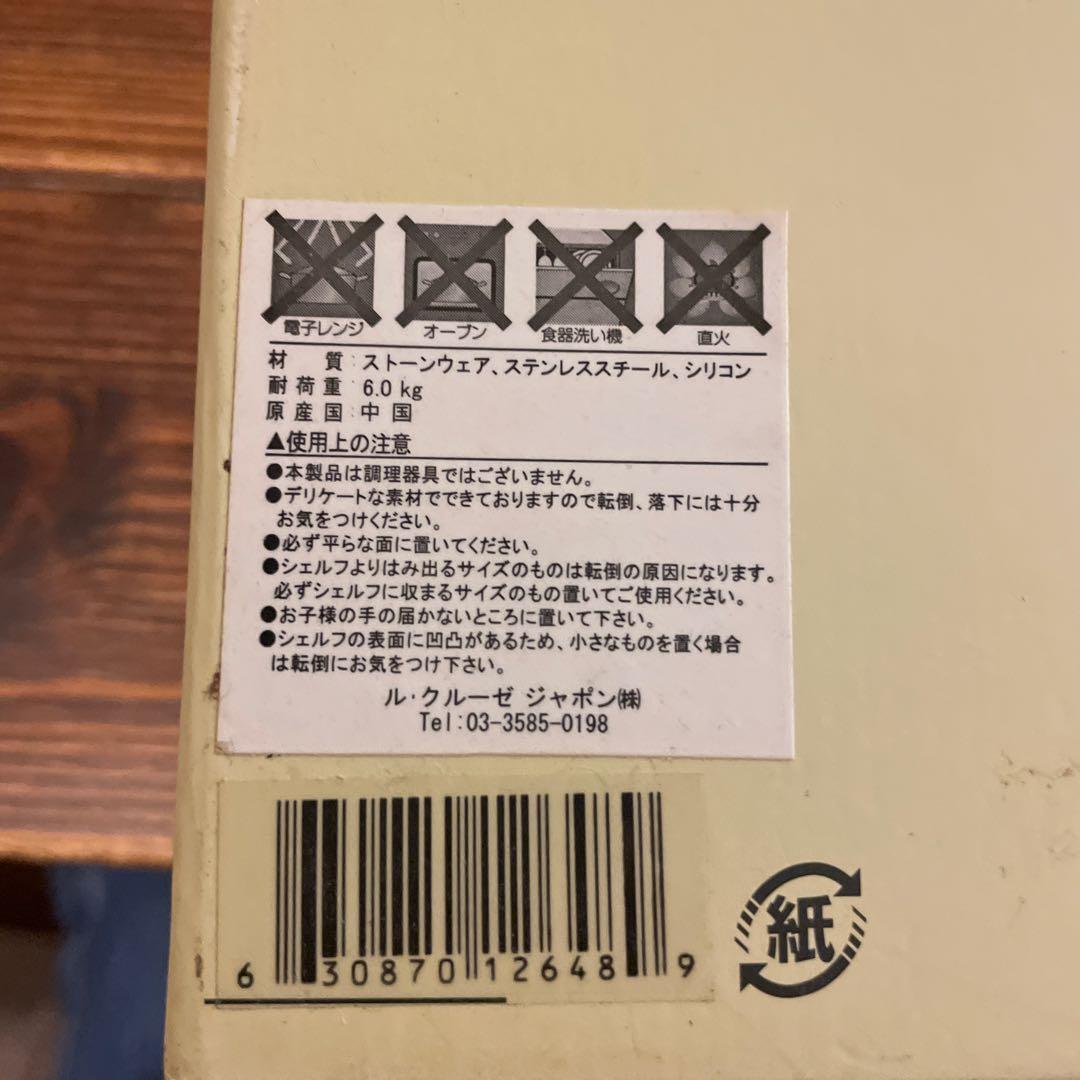 電子レンジ オーブン 食器洗い機 直火
材 質:ストーンウェア、ステンレススチール、シリコン
耐荷重:6.0 kg
原産国:中国
▲使用上の注意
●本製品は調理器具ではございません。
●デリケートな素材でできておりますので転倒、落下には十分
お気をつけください。
●必ず平らな面に置いてください。
●シェルフよりはみ出るサイズのものは転倒の原因になります。
必ずシェルフに収まるサイズのもの置いてご使用ください。
●お子様の手の届かないところに置いて下さい。
●シェルフの表面に凹凸があるため、小さなものを置く場合
は転倒にお気をつけ下さい。
ル・クルーゼ ジャポン㈱
Tel:03-3585-0198
6 30870 12648 9
紙